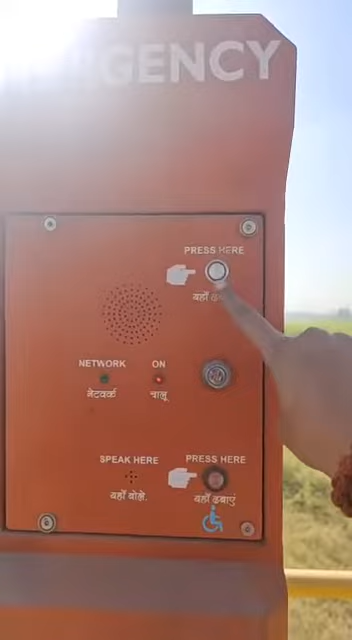 GENCY
PRESS HERE
यहाँ
NETWORK ON
नेटवर्क चालू
SPEAK HERE PRESS HERE
यहाँ बोले. यहाँ दबाएं